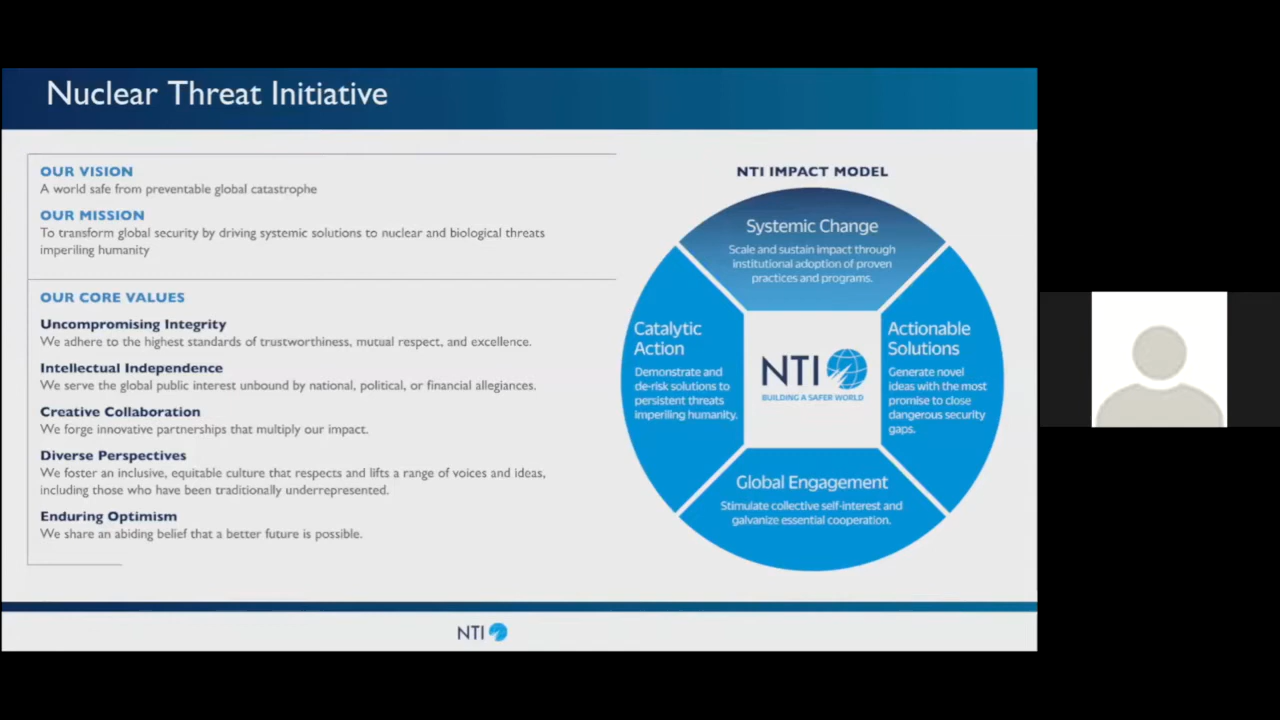 Nuclear Threat Initiative
OUR VISION
A world safe from preventable global catastrophe
OUR MISSION
To transform global security by driving systemic solutions to nuclear and biological threats
imperiling humanity
OUR CORE VALUES
Uncompromising Integrity
We adhere to the highest standards of trustworthiness, mutual respect, and excellence.
Intellectual Independence
We serve the global public interest unbound by national, political, or financial allegiances.
Creative Collaboration
We forge innovative partnerships that multiply our impact.
Diverse Perspectives
We foster an inclusive, equitable culture that respects and lifts a range of voices and ideas,
including those who have been traditionally underrepresented.
Enduring Optimism
We share an abiding belief that a better future is possible.
NTI IMPACT MODEL
Systemic Change
Scale and sustain impact through
institutional adoption of proven
practices and programs.
Catalytic
Action
Demonstrate and
de-risk solutions to
persistent threats
imperiling humanity.
NTI
BUILDING A SAFER WORLD
Actionable
Solutions
Generate novel
ideas with the most
promise to close
dangerous security
gaps.
Global Engagement
Stimulate collective self-interest and
galvanize essential cooperation.
NTI